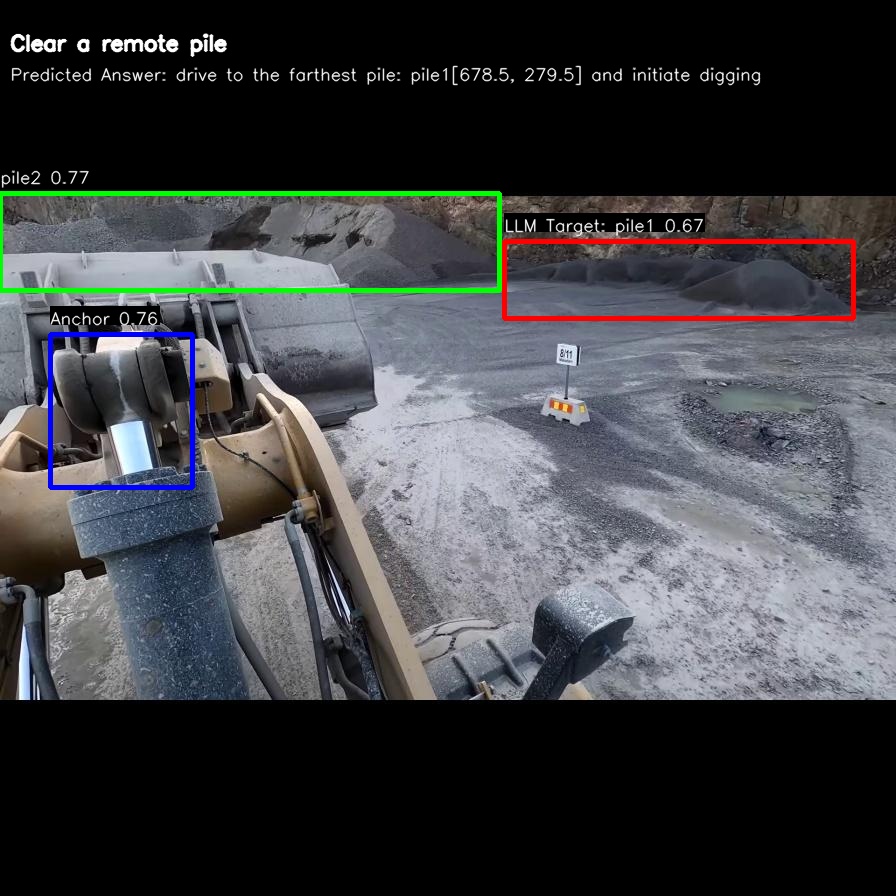 Clear a remote pile
Predicted Answer: drive to the farthest pile: pile1[678.5, 279.5] and initiate digging
pile2 0.77
LLM Target: pile1 0.67
Anchor 0.76
8/11